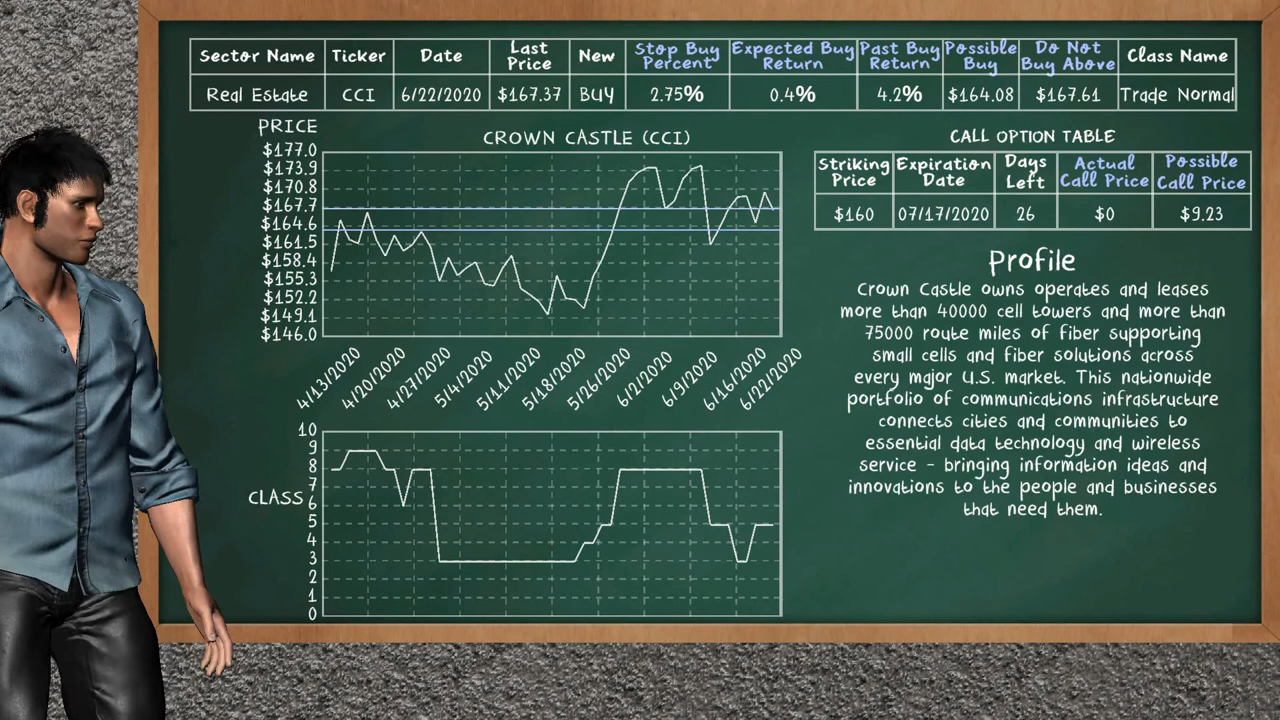 Sector Name Ticker Date Last Price New Stop Buy Percent Expected Buy Return Past Buy Return Possible Buy Do Not Buy Above Class Name
Real Estate CCI 6/22/2020 $167.37 BUY 2.75% 0.4% 4.2% $164.08 $167.61 Trade Normal
PRICE
CROWN CASTLE (CCI)
$177.0
$173.9
$170.8
$167.7
$164.6
$161.5
$158.4
$155.3
$152.2
$149.1
$146.0
4/13/2020 4/20/2020 4/27/2020 5/4/2020 5/11/2020 5/18/2020 5/26/2020 6/2/2020 6/9/2020 6/16/2020 6/22/2020
CLASS
10
9
8
7
6
5
4
3
2
1
0
CALL OPTION TABLE
Striking Price Expiration Date Days Left Actual Call Price Possible Call Price
$160 07/17/2020 26 $0 $9.23
Profile
Crown Castle owns operates and leases
more than 40000 cell towers and more than
75000 route miles of fiber supporting
small cells and fiber solutions across
every major U.S. market. This nationwide
portfolio of communications infrastructure
connects cities and communities to
essential data technology and wireless
service - bringing information ideas and
innovations to the people and businesses
that need them.